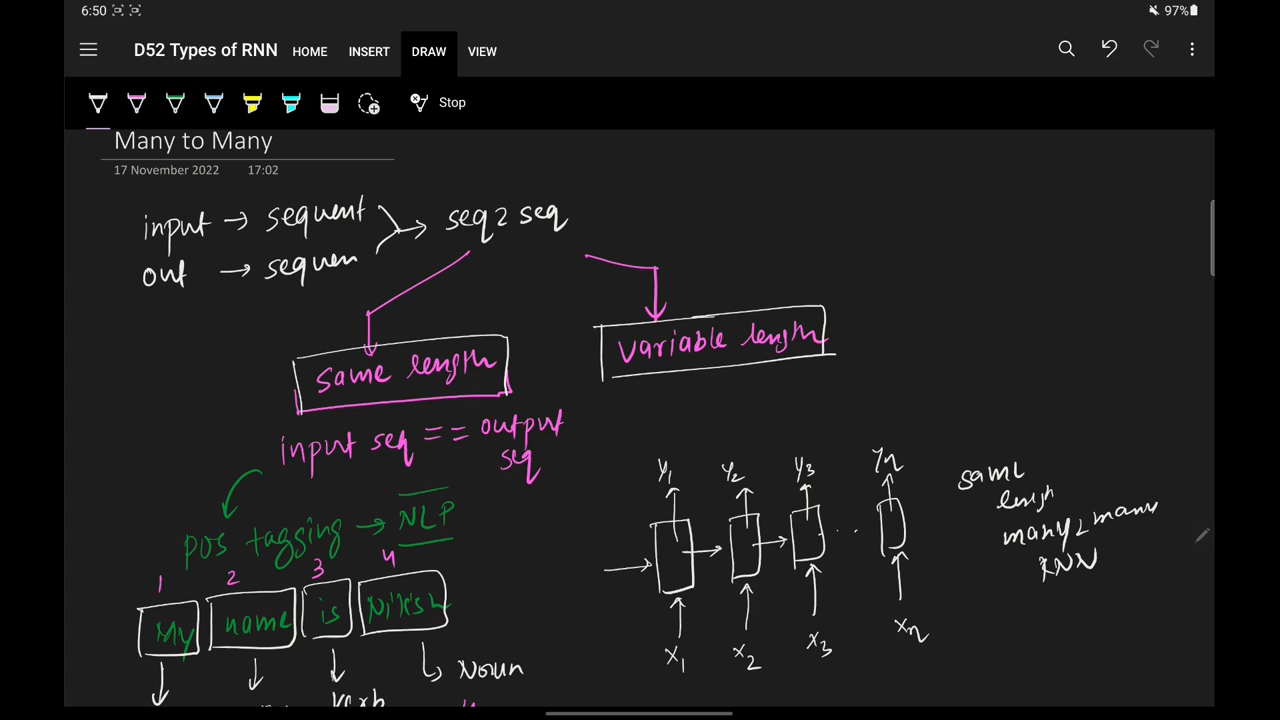 6:50 97%
D52 Types of RNN HOME INSERT DRAW VIEW
Stop
Many to Many
17 November 2022 17:02
input → sequent
out → sequen
→ seq2seq
same length
variable length
input seq == output
seq
pos tagging → NLP
1 2 3 4
My name is Nitish
Noun
verb
y1 y2 y3 yn
x1 x2 x3 xn
same
lengh
many2many
RNN